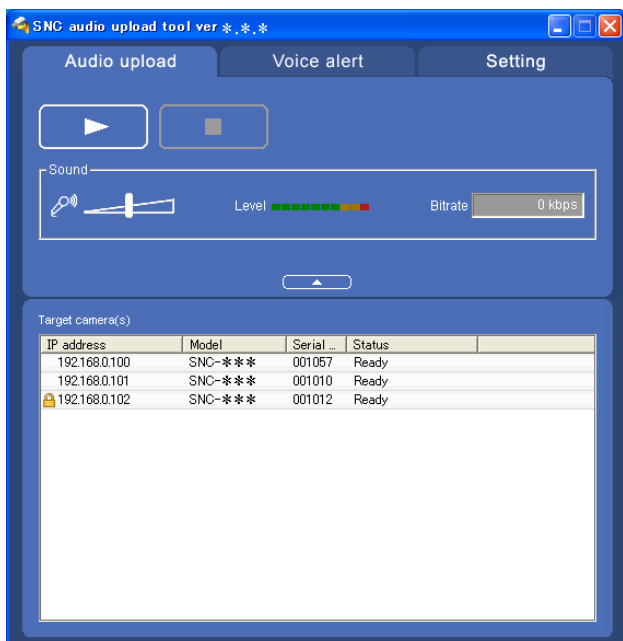 SNC audio upload tool ver *.*.*
Audio upload Voice alert Setting
Sound
Level Bitrate 0 kbps
Target camera(s)
IP address Model Serial ... Status
192.168.0.100 SNC-*** 001057 Ready
192.168.0.101 SNC-*** 001010 Ready
192.168.0.102 SNC-*** 001012 Ready